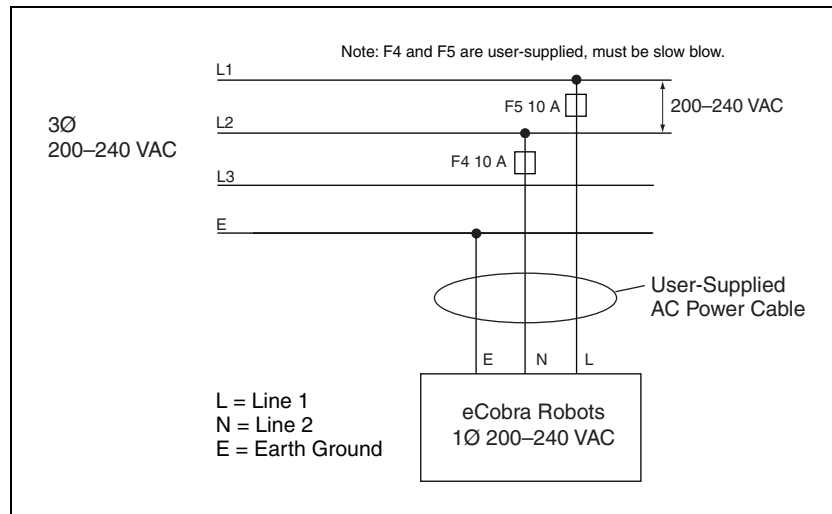 Note: F4 and F5 are user-supplied, must be slow blow.
L1
F5 10 A
200–240 VAC
3Ø
200–240 VAC
L2
F4 10 A
L3
E
User-Supplied
AC Power Cable
E N L
L = Line 1
N = Line 2
E = Earth Ground
eCobra Robots
1Ø 200–240 VAC